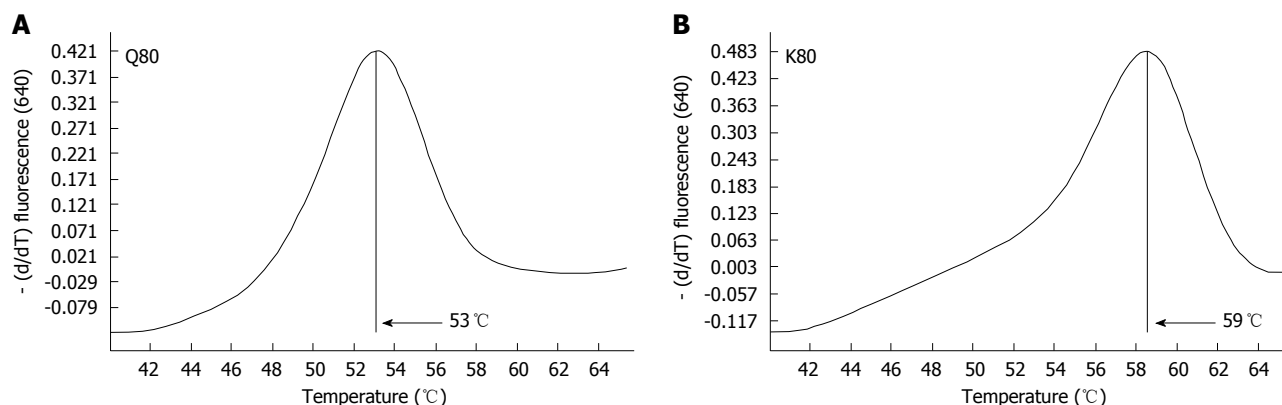 A
Q80
- (d/dT) fluorescence (640)
0.421
0.371
0.321
0.271
0.221
0.171
0.121
0.071
0.021
-0.029
-0.079
53 ℃
42 44 46 48 50 52 54 56 58 60 62 64
Temperature (℃)
B
K80
- (d/dT) fluorescence (640)
0.483
0.423
0.363
0.303
0.243
0.183
0.123
0.063
0.003
-0.057
-0.117
59 ℃
42 44 46 48 50 52 54 56 58 60 62 64
Temperature (℃)